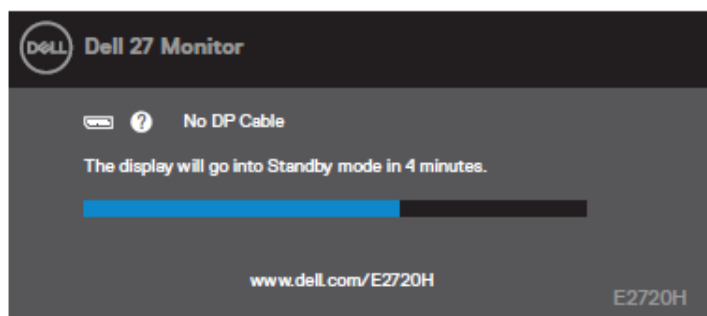 DELL Dell 27 Monitor
? No DP Cable
The display will go into Standby mode in 4 minutes.
www.dell.com/E2720H
E2720H